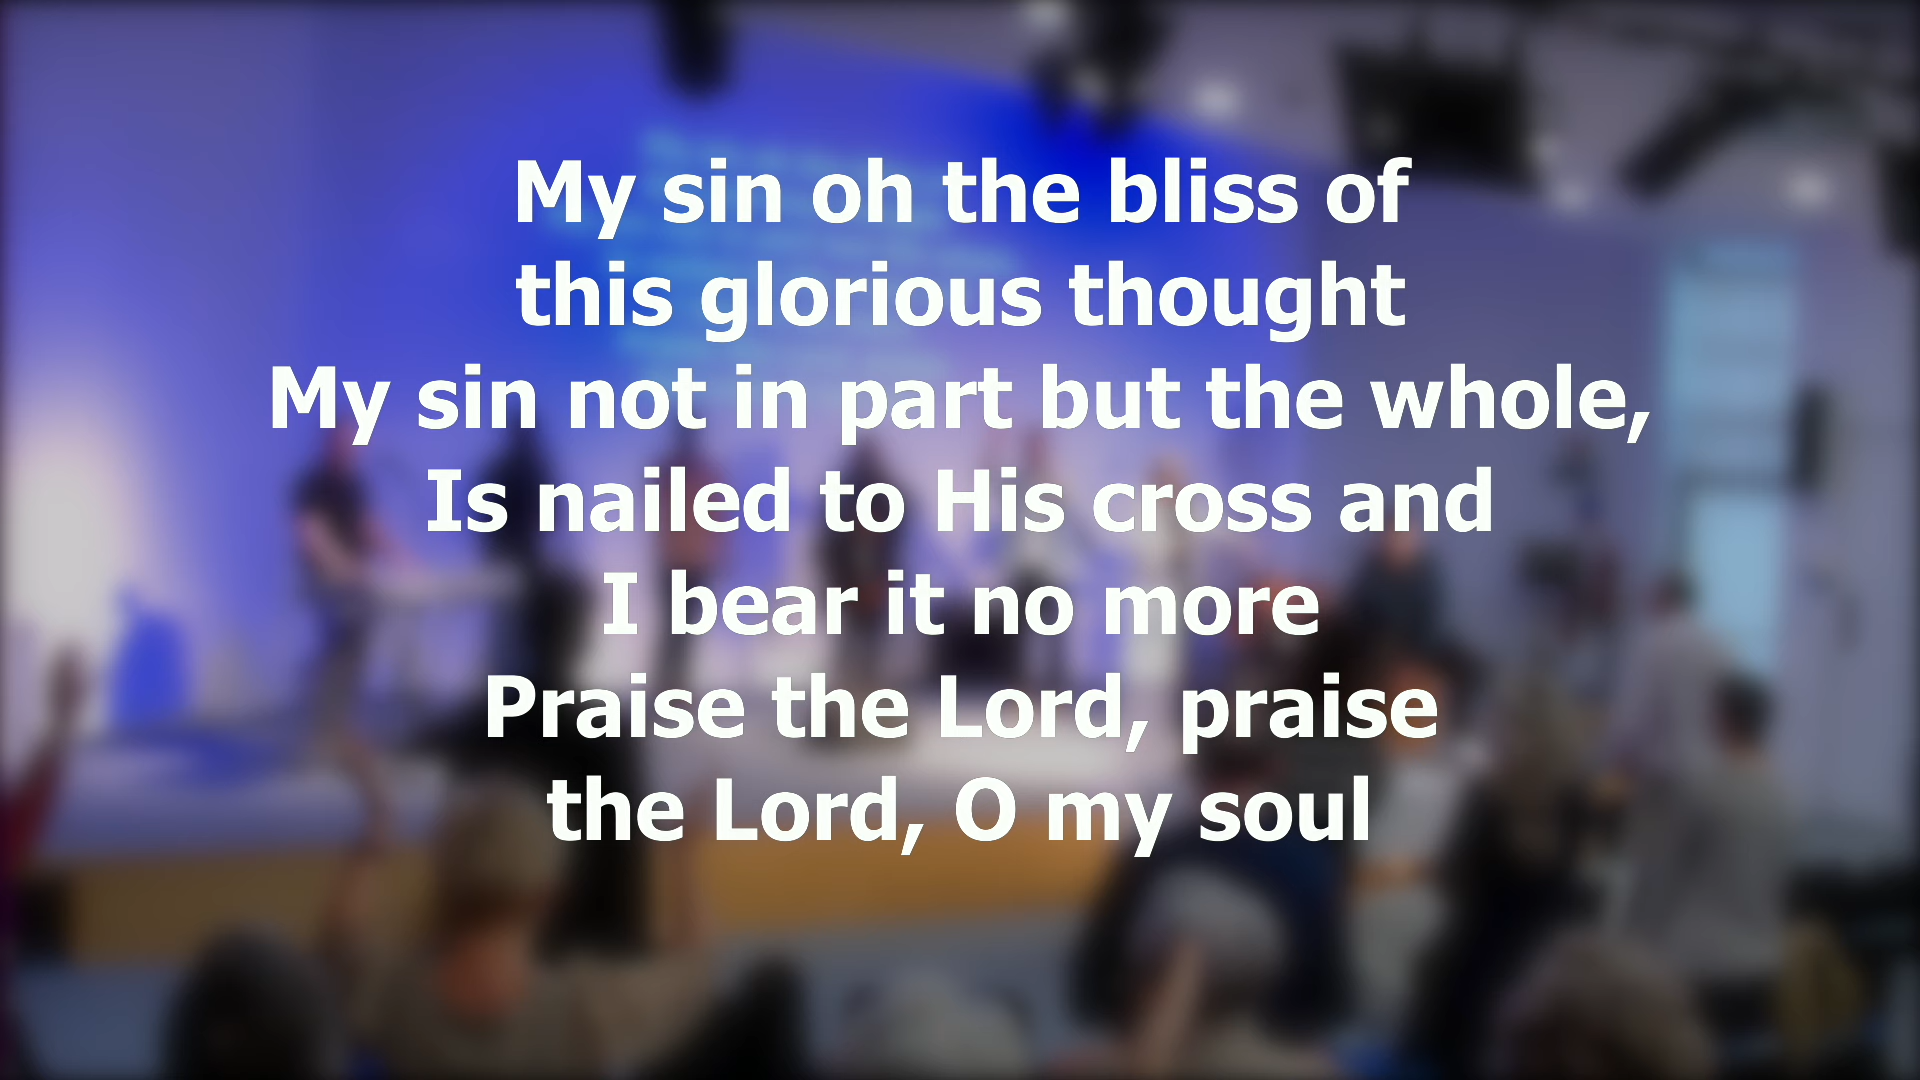 My sin oh the bliss of
this glorious thought
My sin not in part but the whole,
Is nailed to His cross and
I bear it no more
Praise the Lord, praise
the Lord, O my soul